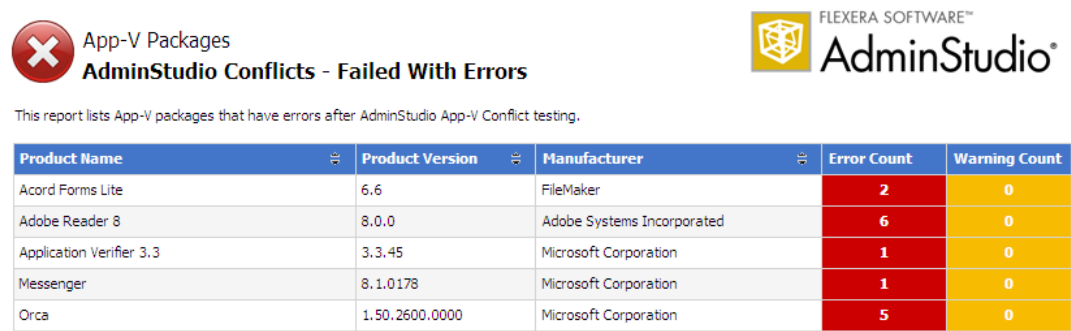 App-V Packages
AdminStudio Conflicts - Failed With Errors
FLEXERA SOFTWARE™
AdminStudio®
This report lists App-V packages that have errors after AdminStudio App-V Conflict testing.
Product Name Product Version Manufacturer Error Count Warning Count
Acord Forms Lite 6.6 FileMaker 2 0
Adobe Reader 8 8.0.0 Adobe Systems Incorporated 6 0
Application Verifier 3.3 3.3.45 Microsoft Corporation 1 0
Messenger 8.1.0178 Microsoft Corporation 1 0
Orca 1.50.2600.0000 Microsoft Corporation 5 0